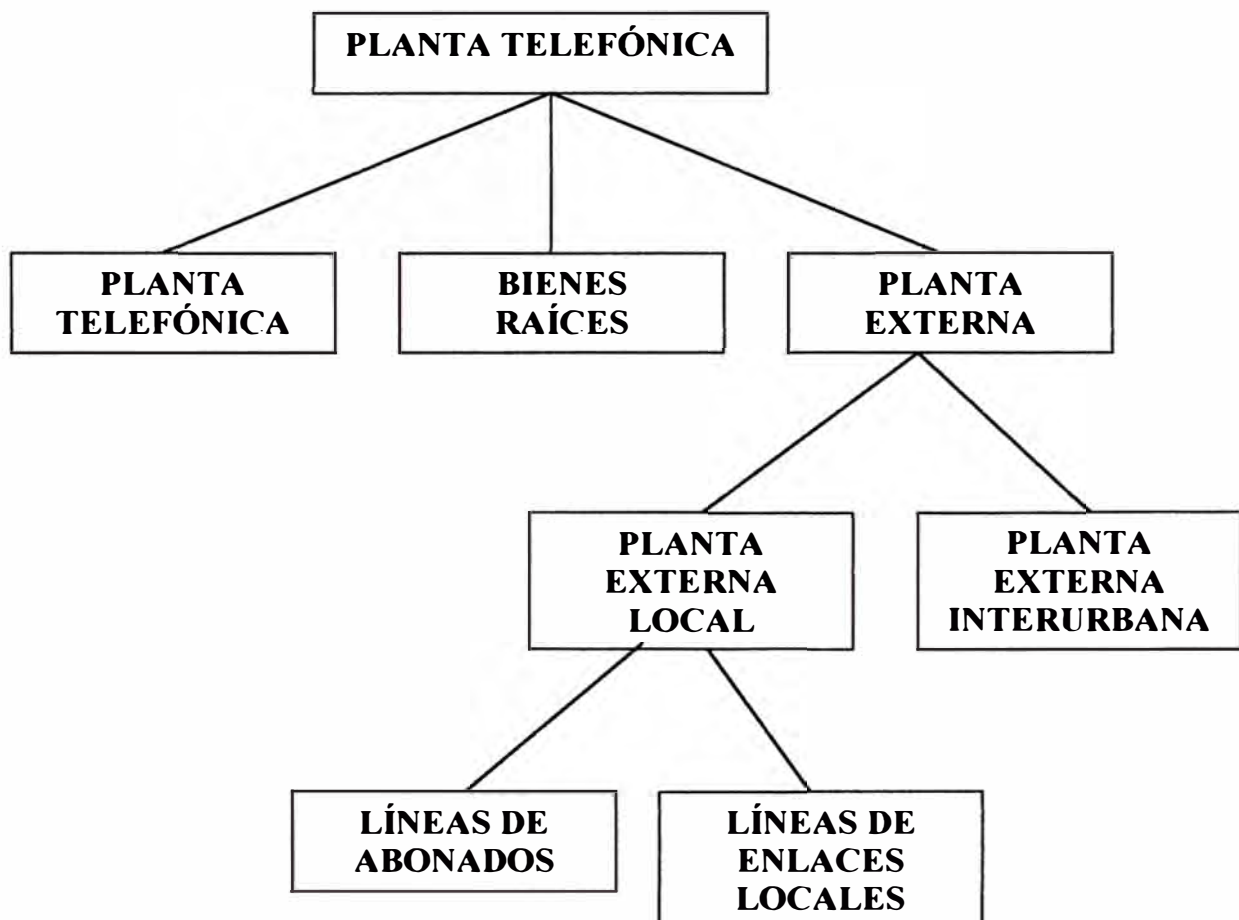 PLANTA TELEFÓNICA
PLANTA
TELEFÓNICA
BIENES
RAÍCES
PLANTA
EXTERNA
PLANTA
EXTERNA
LOCAL
PLANTA
EXTERNA
INTERURBANA
LÍNEAS DE
ABONADOS
LÍNEAS DE
ENLACES
LOCALES